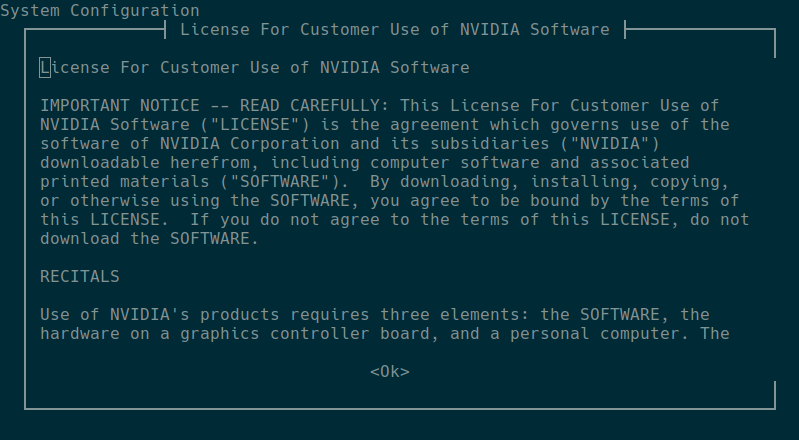 System Configuration
License For Customer Use of NVIDIA Software
License For Customer Use of NVIDIA Software
IMPORTANT NOTICE -- READ CAREFULLY: This License For Customer Use of
NVIDIA Software ("LICENSE") is the agreement which governs use of the
software of NVIDIA Corporation and its subsidiaries ("NVIDIA")
downloadable herefrom, including computer software and associated
printed materials ("SOFTWARE").  By downloading, installing, copying,
or otherwise using the SOFTWARE, you agree to be bound by the terms of
this LICENSE.  If you do not agree to the terms of this LICENSE, do not
download the SOFTWARE.
RECITALS
Use of NVIDIA's products requires three elements: the SOFTWARE, the
hardware on a graphics controller board, and a personal computer. The
<Ok>